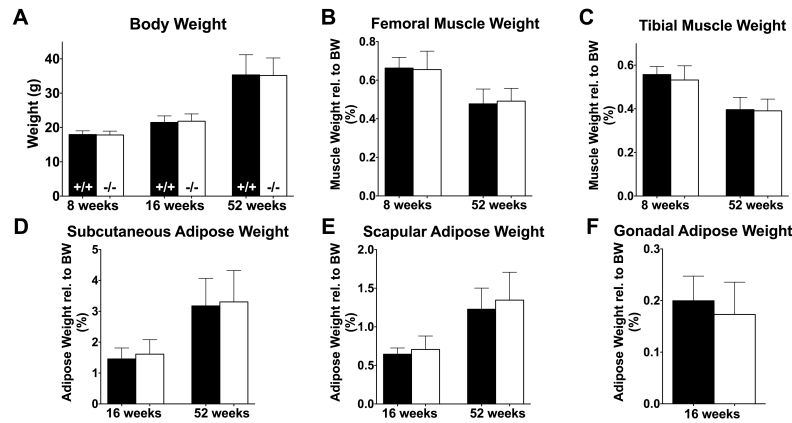 A
Body Weight
Weight (g)
40
30
20
10
0
+/+ -/- +/+ -/- +/+ -/-
8 weeks 16 weeks 52 weeks
B
Femoral Muscle Weight
Muscle Weight rel. to BW
(%)
0.8
0.6
0.4
0.2
0.0
8 weeks 52 weeks
C
Tibial Muscle Weight
Muscle Weight rel. to BW
(%)
0.6
0.4
0.2
8 weeks 52 weeks
D
Subcutaneous Adipose Weight
Adipose Weight rel. to BW
(%)
5
4
3
2
1
0
16 weeks 52 weeks
E
Scapular Adipose Weight
Adipose Weight rel. to BW
(%)
2.0
1.5
1.0
0.5
0.0
16 weeks 52 weeks
F
Gonadal Adipose Weight
Adipose Weight rel. to BW
(%)
0.3
0.2
0.1
0.0
16 weeks